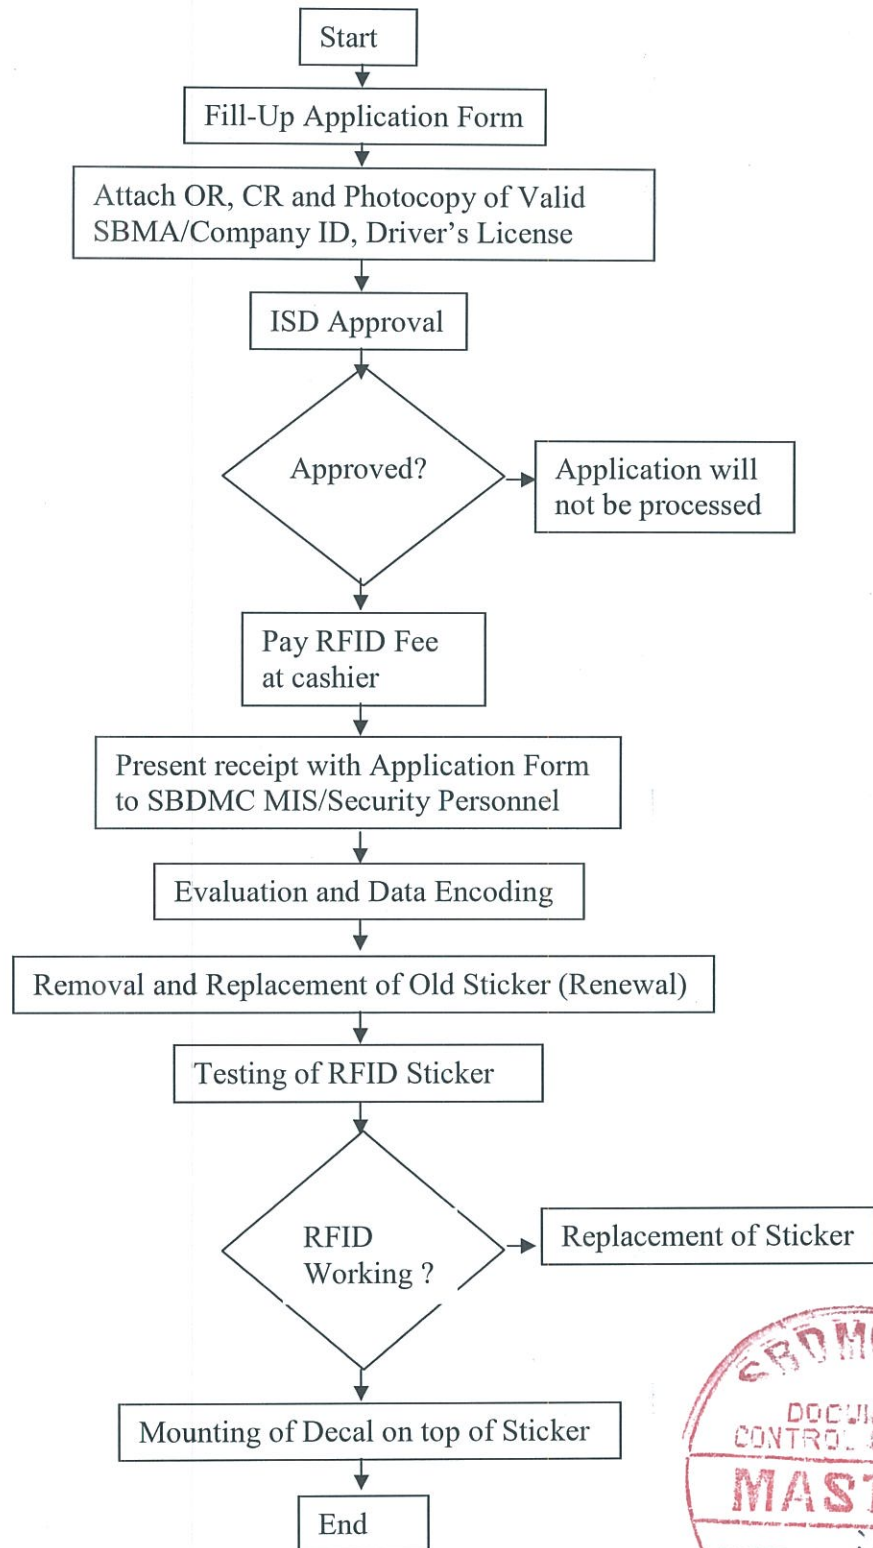 Start
Fill-Up Application Form
Attach OR, CR and Photocopy of Valid
SBMA/Company ID, Driver’s License
ISD Approval
Approved?
Application will
not be processed
Pay RFID Fee
at cashier
Present receipt with Application Form
to SBDMC MIS/Security Personnel
Evaluation and Data Encoding
Removal and Replacement of Old Sticker (Renewal)
Testing of RFID Sticker
RFID
Working ?
Replacement of Sticker
Mounting of Decal on top of Sticker
End
SBDM
CONTROL